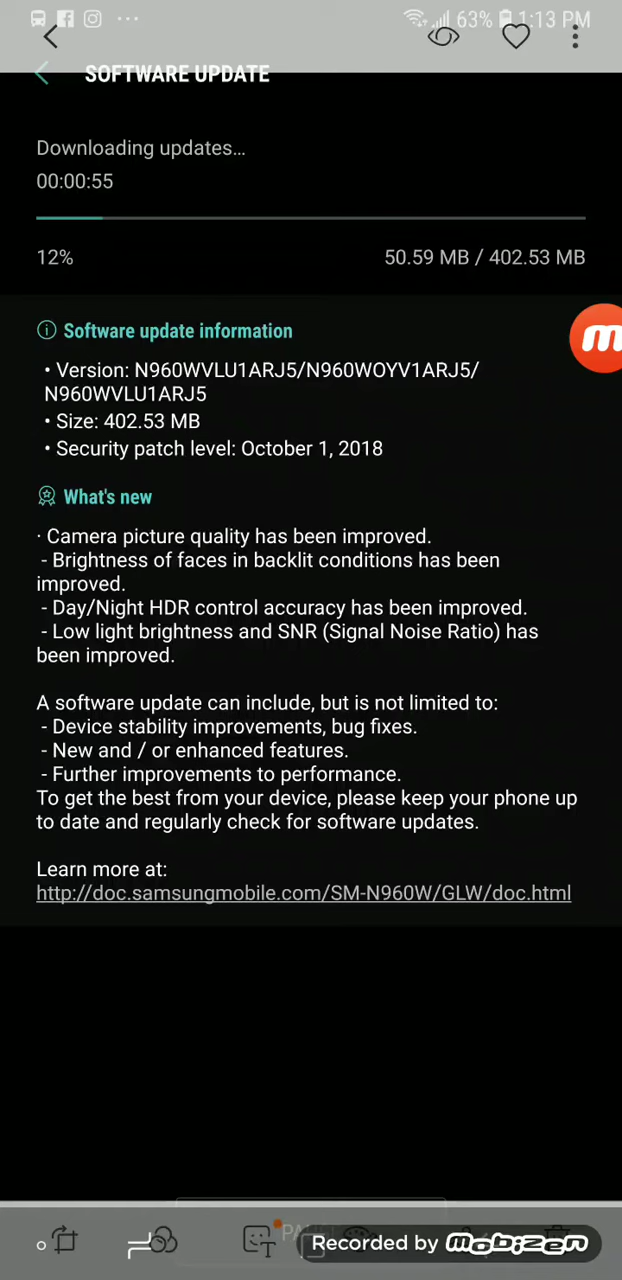 63% 1:13 PM
SOFTWARE UPDATE
Downloading updates...
00:00:55
12% 50.59 MB / 402.53 MB
Software update information
• Version: N960WVLU1ARJ5/N960WOYV1ARJ5/
N960WVLU1ARJ5
• Size: 402.53 MB
• Security patch level: October 1, 2018
What's new
· Camera picture quality has been improved.
- Brightness of faces in backlit conditions has been
improved.
- Day/Night HDR control accuracy has been improved.
- Low light brightness and SNR (Signal Noise Ratio) has
been improved.
A software update can include, but is not limited to:
- Device stability improvements, bug fixes.
- New and / or enhanced features.
- Further improvements to performance.
To get the best from your device, please keep your phone up
to date and regularly check for software updates.
Learn more at:
http://doc.samsungmobile.com/SM-N960W/GLW/doc.html
Recorded by mobizen